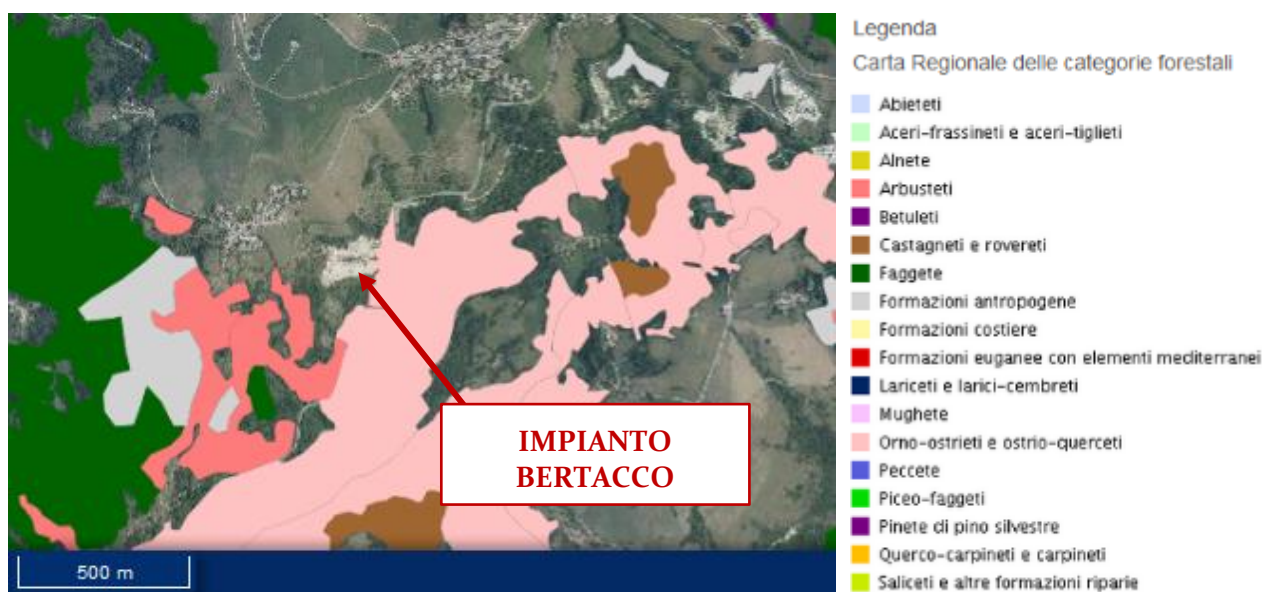 Legenda
Carta Regionale delle categorie forestali
Abieteti
Aceri-frassineti e aceri-tiglieti
Alnete
Arbusteti
Betuleti
Castagneti e rovereti
Faggete
Formazioni antropogene
Formazioni costiere
Formazioni euganee con elementi mediterranei
Lariceti e larici-cembreti
Mughete
Orno-ostrieti e ostrio-querceti
Peccete
Piceo-faggeti
Pinete di pino silvestre
Querco-carpineti e carpineti
Saliceti e altre formazioni riparie
IMPIANTO
BERTACCO
500 m